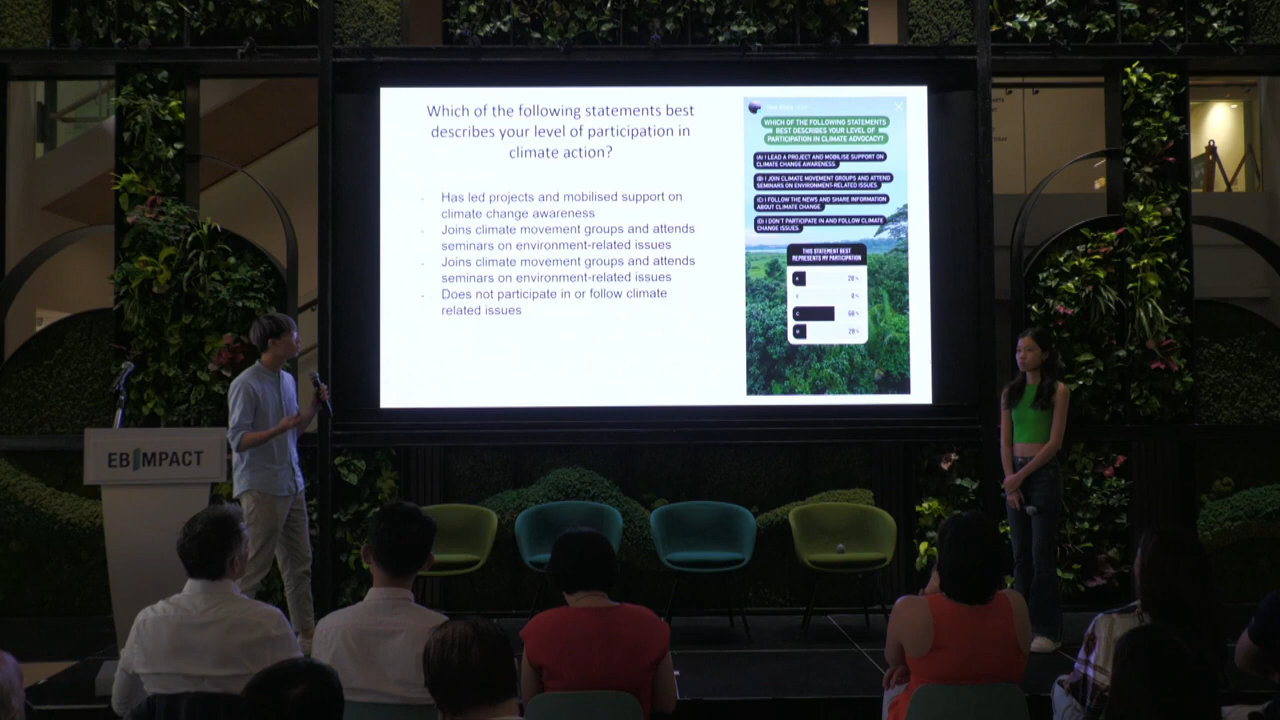 Which of the following statements best
describes your level of participation in
climate action?
- Has led projects and mobilised support on
climate change awareness
- Joins climate movement groups and attends
seminars on environment-related issues
- Joins climate movement groups and attends
seminars on environment-related issues
- Does not participate in or follow climate
related issues
WHICH OF THE FOLLOWING STATEMENTS
BEST DESCRIBES YOUR LEVEL OF
PARTICIPATION IN CLIMATE ADVOCACY?
(A) I LEAD A PROJECT AND MOBILISE SUPPORT ON
CLIMATE CHANGE AWARENESS.
(B) I JOIN CLIMATE MOVEMENT GROUPS AND ATTEND
SEMINARS ON ENVIRONMENT-RELATED ISSUES.
(C) I FOLLOW THE NEWS AND SHARE INFORMATION
ABOUT CLIMATE CHANGE.
(D) I DON'T PARTICIPATE IN AND FOLLOW CLIMATE
CHANGE ISSUES.
THIS STATEMENT BEST
REPRESENTS MY PARTICIPATION
A 20%
0%
C 60%
D 20%
EB IMPACT